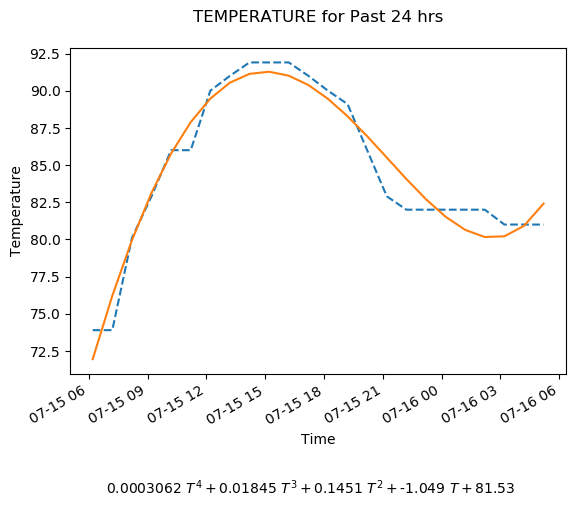 TEMPERATURE for Past 24 hrs
92.5
90.0
87.5
85.0
82.5
80.0
77.5
75.0
72.5
Temperature
07-15 06 07-15 09 07-15 12 07-15 15 07-15 18 07-15 21 07-16 00 07-16 03 07-16 06
Time
0.0003062 T⁴ + 0.01845 T³ + 0.1451 T² + -1.049 T + 81.53